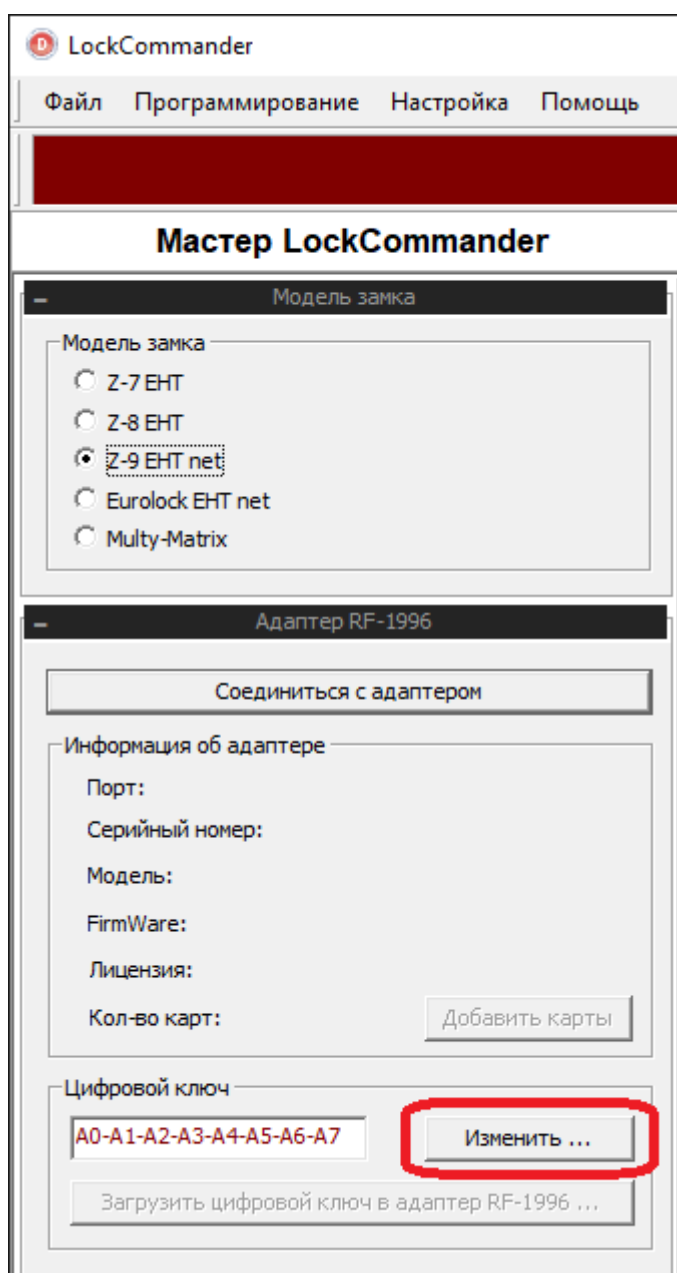 LockCommander
Файл Программирование Настройка Помощь
Мастер LockCommander
Модель замка
Модель замка
Z-7 EHT
Z-8 EHT
Z-9 EHT net
Eurolock EHT net
Multy-Matrix
Адаптер RF-1996
Соединиться с адаптером
Информация об адаптере
Порт:
Серийный номер:
Модель:
FirmWare:
Лицензия:
Кол-во карт: Добавить карты
Цифровой ключ
A0-A1-A2-A3-A4-A5-A6-A7 Изменить ...
Загрузить цифровой ключ в адаптер RF-1996 ...